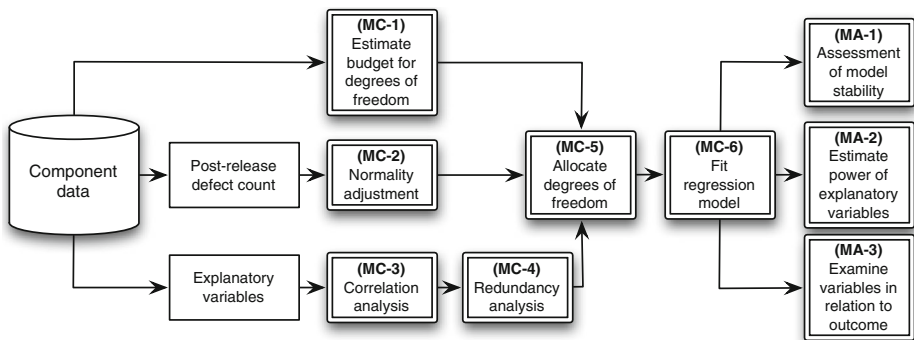 (MC-1)
Estimate
budget for
degrees of
freedom
Component
data
Post-release
defect count
(MC-2)
Normality
adjustment
Explanatory
variables
(MC-3)
Correlation
analysis
(MC-4)
Redundancy
analysis
(MC-5)
Allocate
degrees of
freedom
(MC-6)
Fit
regression
model
(MA-1)
Assessment
of model
stability
(MA-2)
Estimate
power of
explanatory
variables
(MA-3)
Examine
variables in
relation to
outcome